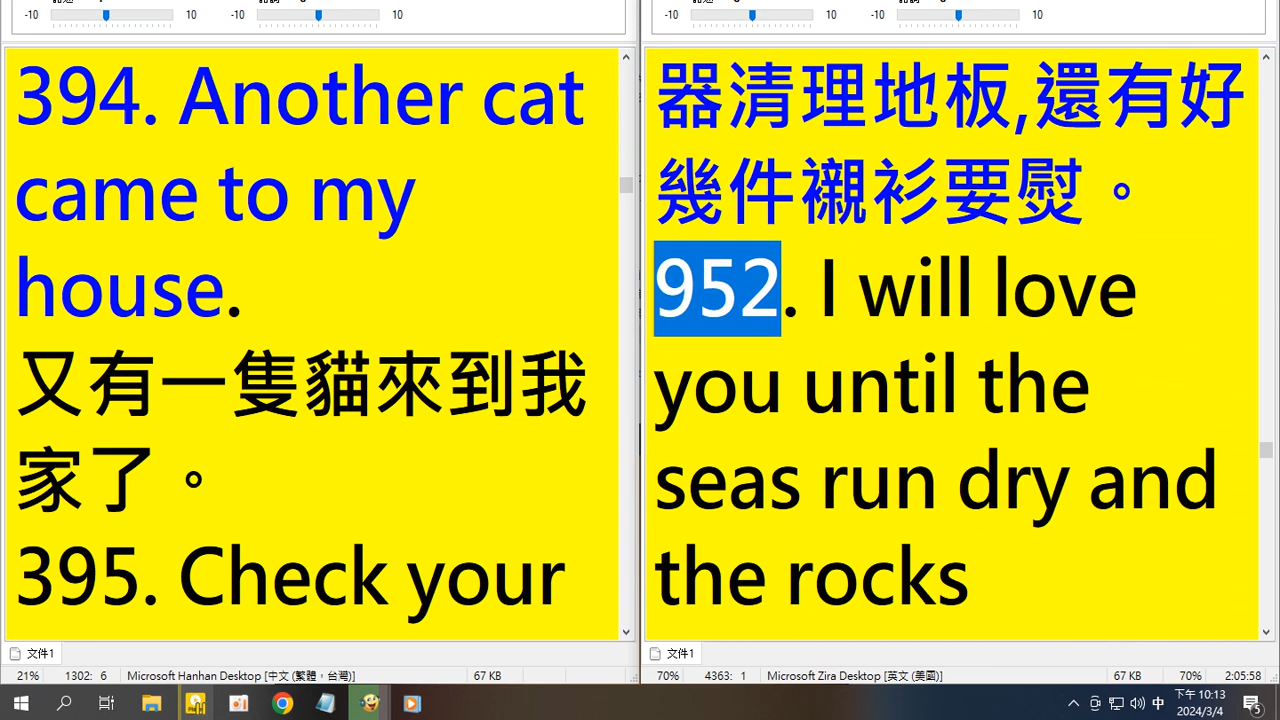 -10 10 -10 10
394. Another cat
came to my
house.
又有一隻貓來到我
家了。
395. Check your
文件1
21% 1302: 6 Microsoft Hanhan Desktop [中文 (繁體，台灣)] 67 KB
-10 10 -10 10
器清理地板,還有好
幾件襯衫要熨。
952. I will love
you until the
seas run dry and
the rocks
文件1
70% 4363: 1 Microsoft Zira Desktop [英文 (美國)] 67 KB 70% 2:05:58
中 下午 10:13
2024/3/4
5